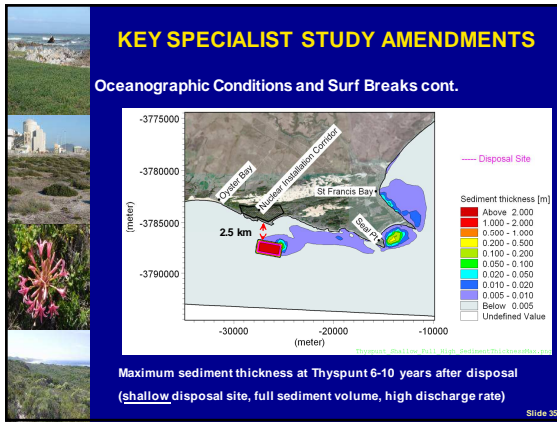 KEY SPECIALIST STUDY AMENDMENTS
Oceanographic Conditions and Surf Breaks cont.
-3775000
-3780000
-3785000
-3790000
(meter)
Oyster Bay
Nuclear Installation Corridor
St Francis Bay
Seal Pt
2.5 km
-30000
-20000
-10000
(meter)
Disposal Site
Sediment thickness [m]
Above 2.000
1.000 - 2.000
0.500 - 1.000
0.200 - 0.500
0.100 - 0.200
0.050 - 0.100
0.020 - 0.050
0.010 - 0.020
0.005 - 0.010
Below 0.005
Undefined Value
Maximum sediment thickness at Thyspunt 6-10 years after disposal
(shallow disposal site, full sediment volume, high discharge rate)
Slide 35